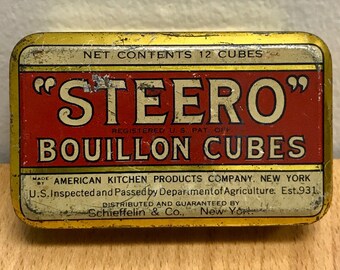 NET CONTENTS 12 CUBES
"STEERO"
REGISTERED U.S. PAT. OFF.
BOUILLON CUBES
MADE BY AMERICAN KITCHEN PRODUCTS COMPANY, NEW YORK
U.S. Inspected and Passed by Department of Agriculture. Est. 931.
DISTRIBUTED AND GUARANTEED BY
Schieffelin & Co., New York